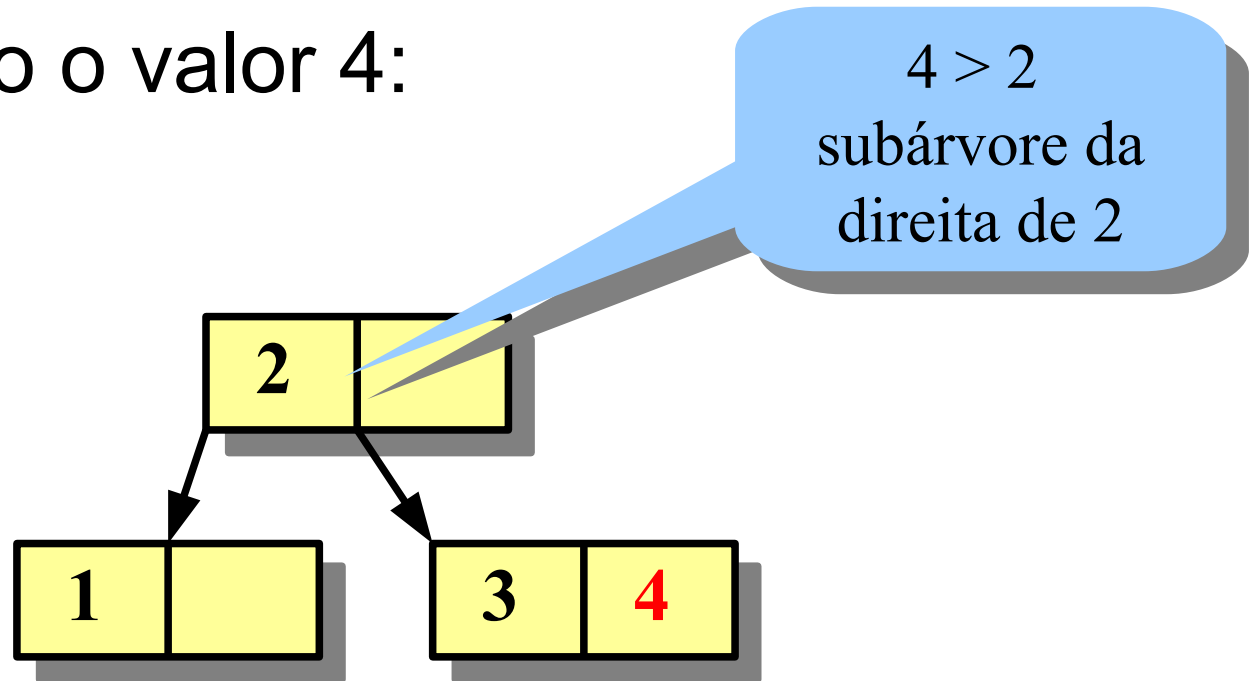 o o valor 4:
4 > 2
subárvore da
direita de 2
2
1
3 4